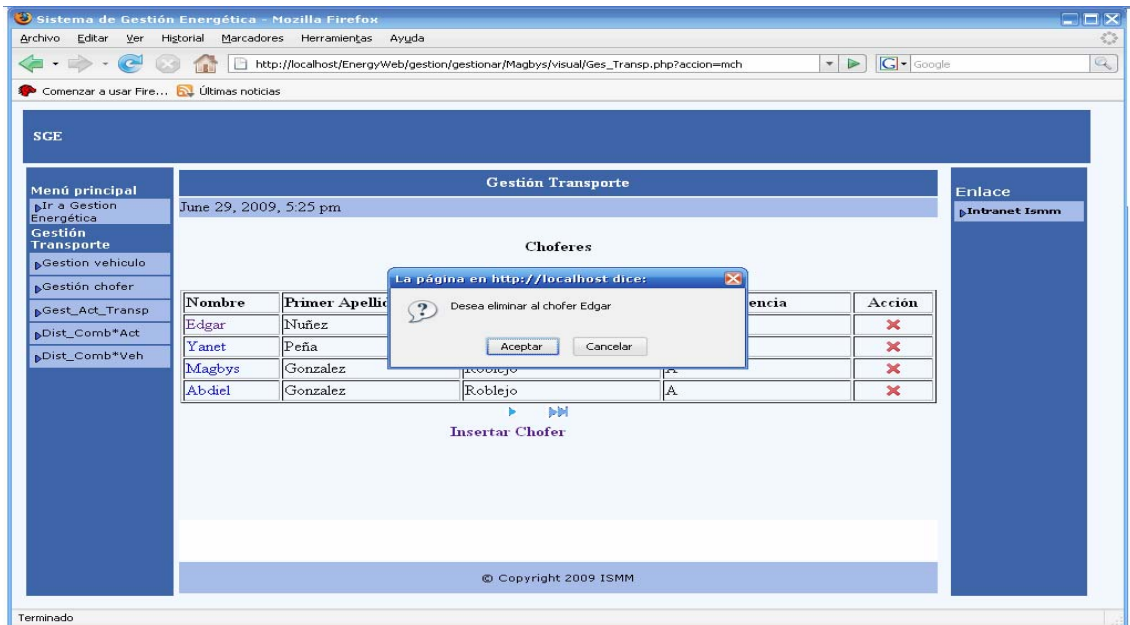 Sistema de Gestión Energética - Mozilla Firefox
Archivo Editar Ver Historial Marcadores Herramientas Ayuda
http://localhost/EnergyWeb/gestion/gestionar/Magbys/visual/Ges_Transp.php?accion=mch
G Google
Comenzar a usar Fire... Últimas noticias
SGE
Menú principal
Ir a Gestion
Energética
Gestión
Transporte
Gestion vehiculo
Gestión chofer
Gest_Act_Transp
Dist_Comb*Act
Dist_Comb*Veh
Gestión Transporte
June 29, 2009, 5:25 pm
Choferes
La página en http://localhost dice:
Desea eliminar al chofer Edgar
Aceptar Cancelar
Nombre Primer Apellid encia Acción
Edgar Nuñez
Yanet Peña
Magbys Gonzalez Roblejo A
Abdiel Gonzalez Roblejo A
Insertar Chofer
© Copyright 2009 ISMM
Enlace
Intranet Ismm
Terminado